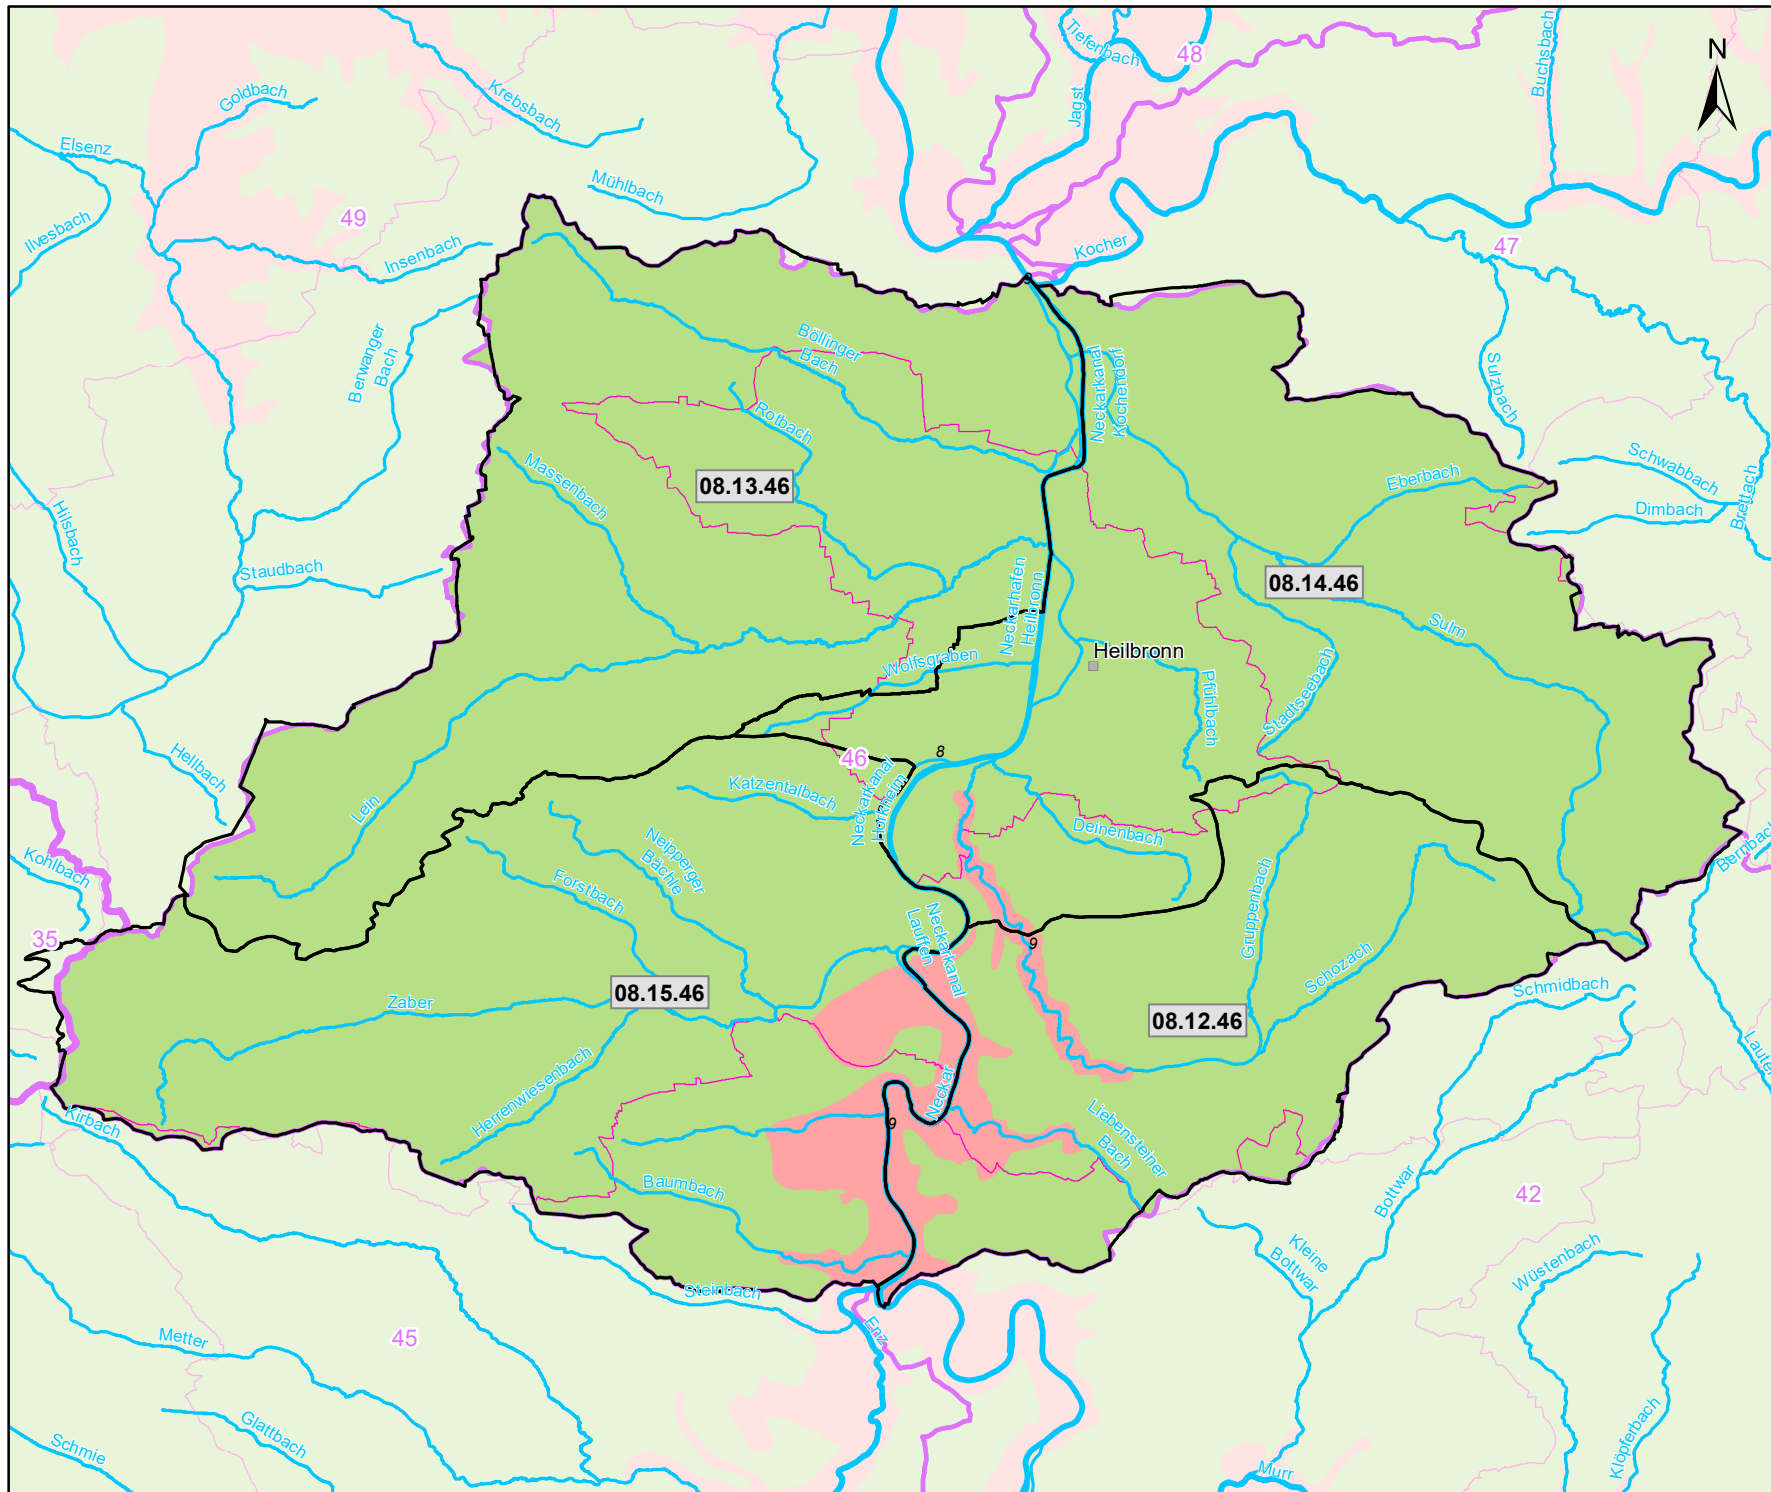 Tiefenbach
48
N
Buchsbach
Goldbach
Krebsbach
Jagst
Elsenz
Mühlbach
49
Ilvesbach
Insenbach
Kocher
47
9
Berwanger
Bach
Böllinger
Bach
Neckarkanal
Kochendorf
Sulzbach
Rotbach
Massenbach
08.13.46
Eberbach
Schwabbach
Brettach
Dimbach
Hilsbach
Staudbach
Neckarhafen
Heilbronn
08.14.46
Sulm
Heilbronn
Wolfsgraben
Stadtseebach
Pfühlbach
46
8
Heilbach
Katzentalbach
Neckarkanal
Horkheim
Lein
Deinenbach
Neipperger
Bächle
Kohlbach
Forstbach
Bernbach
Gruppenbach
35
Neckarkanal
Lauffen
9
Schozach
08.15.46
Zaber
Schmidbach
08.12.46
Lauter
Herrenwiesenbach
Neckar
Kirbach
9
Liebensteiner
Bach
Baumbach
Bottwar
42
Kleine
Bottwar
Wüstenbach
Steinbach
Enz
Metter
45
Glattbach
Schmie
Klöpferbach
Murr